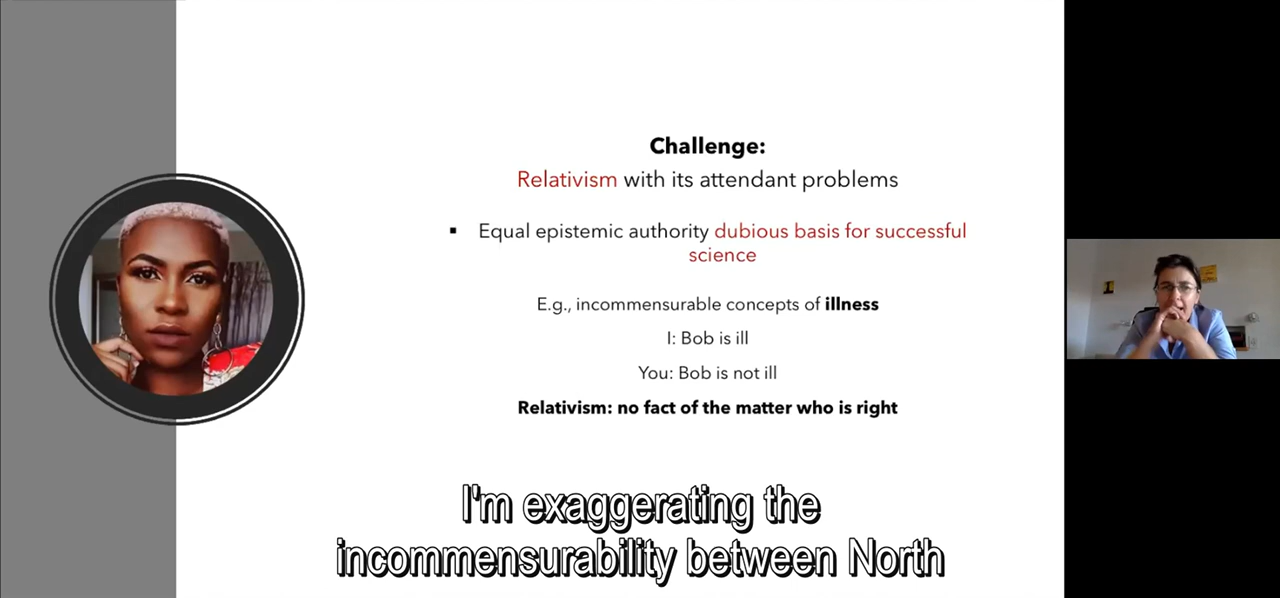 Challenge:
Relativism with its attendant problems
▪ Equal epistemic authority dubious basis for successful
science
E.g., incommensurable concepts of illness
I: Bob is ill
You: Bob is not ill
Relativism: no fact of the matter who is right
I'm exaggerating the
incommensurability between North